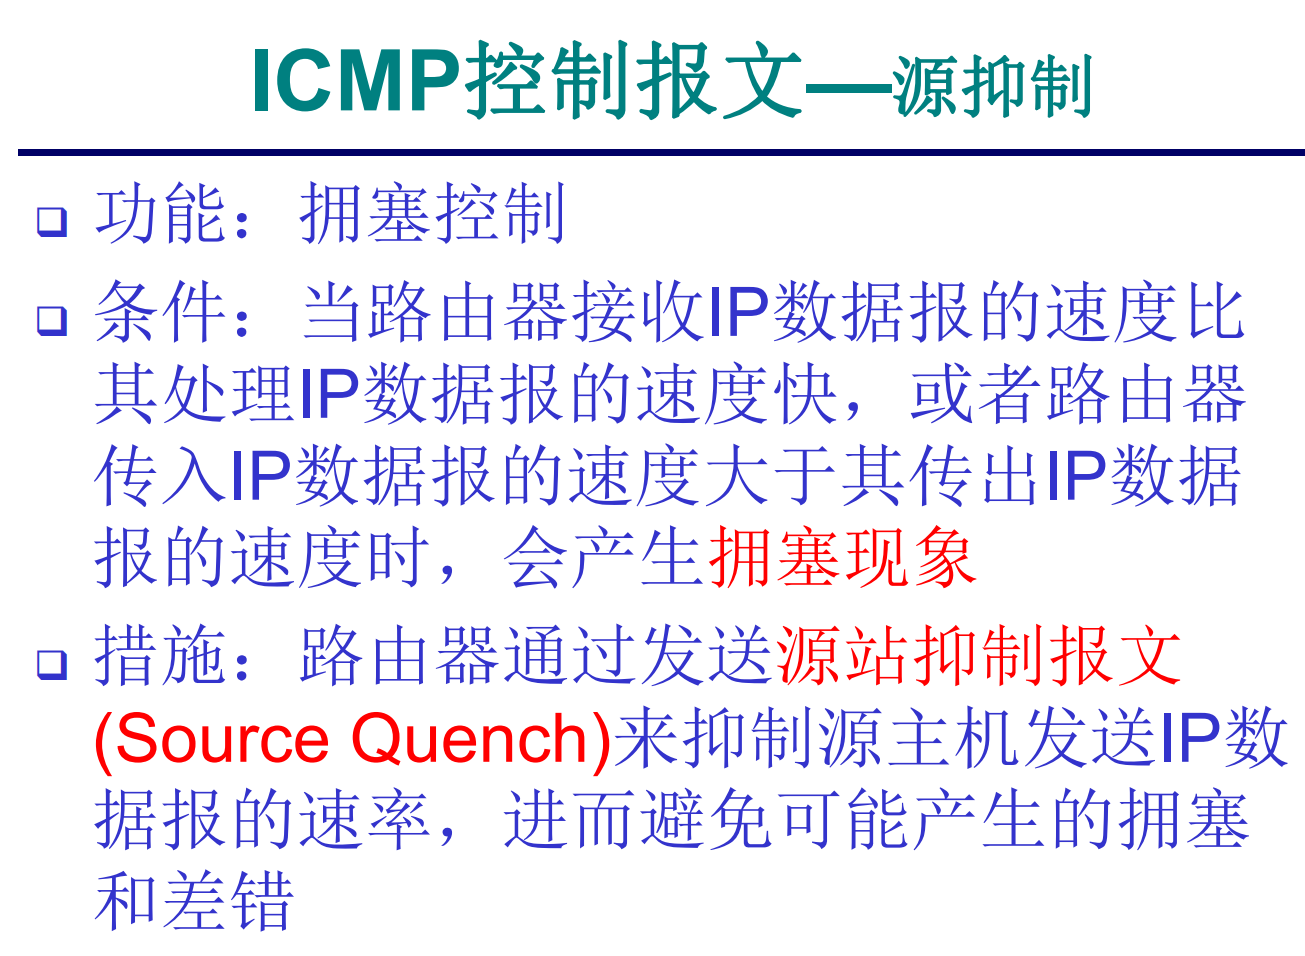 ICMP控制报文—源抑制
功能：拥塞控制
条件：当路由器接收IP数据报的速度比
其处理IP数据报的速度快，或者路由器
传入IP数据报的速度大于其传出IP数据
报的速度时，会产生拥塞现象
措施：路由器通过发送源站抑制报文
(Source Quench)来抑制源主机发送IP数
据报的速率，进而避免可能产生的拥塞
和差错